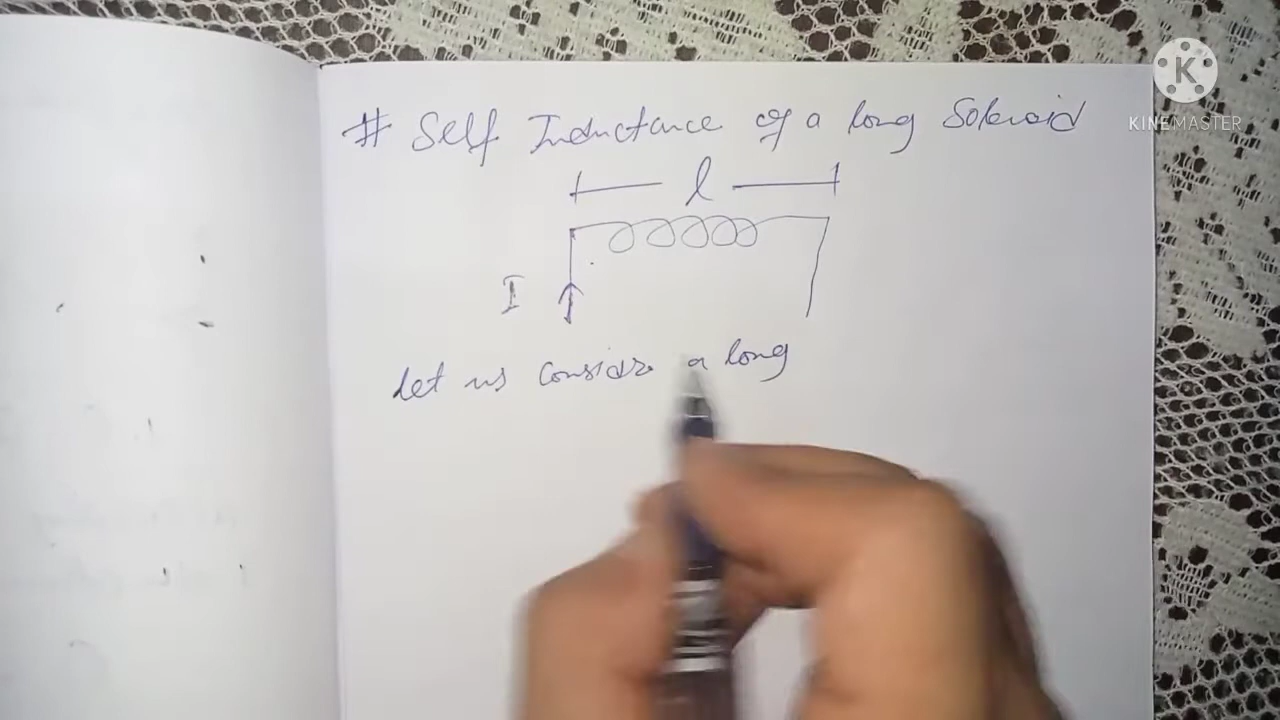 # Self Inductance of a long Solenoid
l
I
let us consider a long
K
KINEMASTER